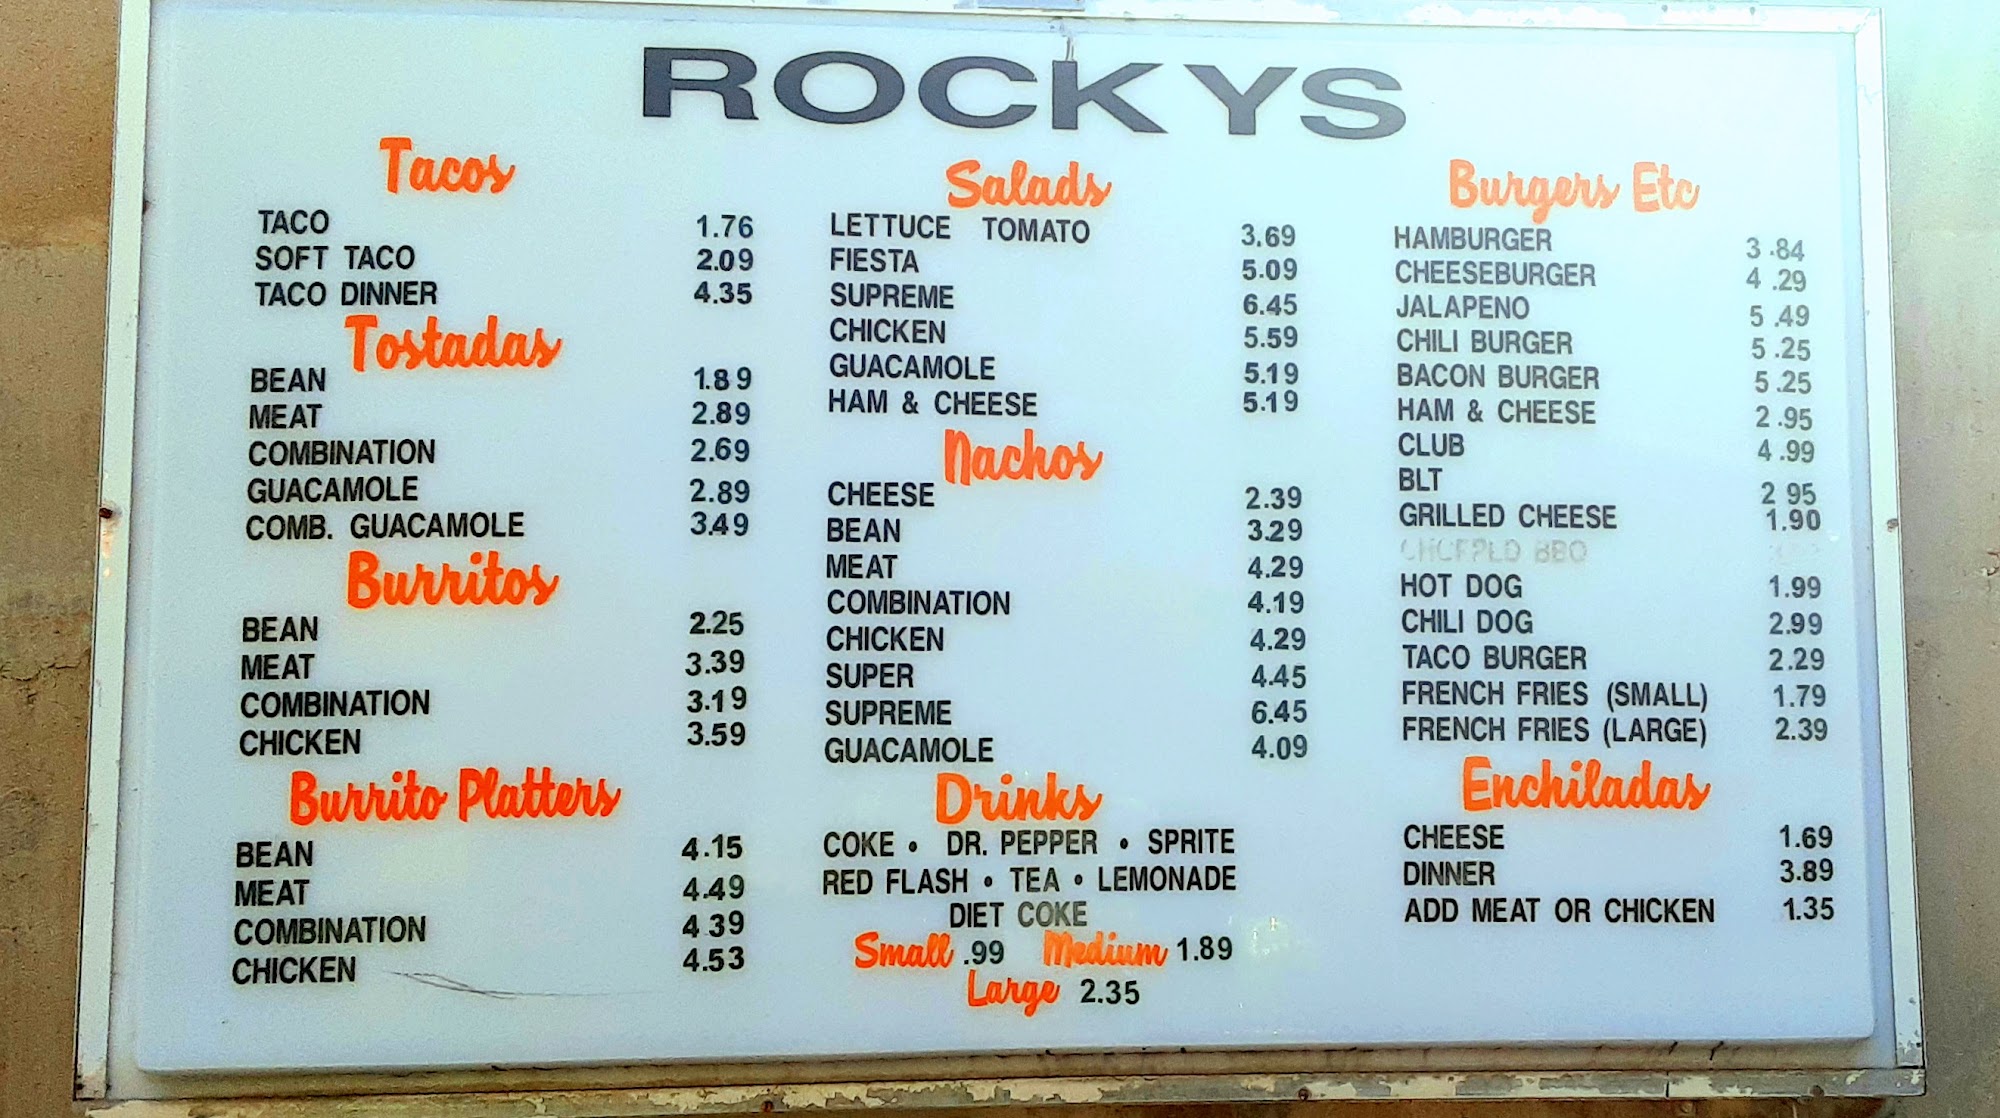 ROCKYS
Tacos
TACO 1.76
SOFT TACO 2.09
TACO DINNER 4.35
Tostadas
BEAN 1.89
MEAT 2.89
COMBINATION 2.69
GUACAMOLE 2.89
COMB. GUACAMOLE 3.49
Burritos
BEAN 2.25
MEAT 3.39
COMBINATION 3.19
CHICKEN 3.59
Burrito Platters
BEAN 4.15
MEAT 4.49
COMBINATION 4.39
CHICKEN 4.53
Salads
LETTUCE TOMATO 3.69
FIESTA 5.09
SUPREME 6.45
CHICKEN 5.59
GUACAMOLE 5.19
HAM & CHEESE 5.19
Nachos
CHEESE 2.39
BEAN 3.29
MEAT 4.29
COMBINATION 4.19
CHICKEN 4.29
SUPER 4.45
SUPREME 6.45
GUACAMOLE 4.09
Drinks
COKE • DR. PEPPER • SPRITE
RED FLASH • TEA • LEMONADE
DIET COKE
Small .99 Medium 1.89
Large 2.35
Burgers Etc
HAMBURGER 3.84
CHEESEBURGER 4.29
JALAPENO 5.49
CHILI BURGER 5.25
BACON BURGER 5.25
HAM & CHEESE 2.95
CLUB 4.99
BLT 2 95
GRILLED CHEESE 1.90
BBQ
HOT DOG 1.99
CHILI DOG 2.99
TACO BURGER 2.29
FRENCH FRIES (SMALL) 1.79
FRENCH FRIES (LARGE) 2.39
Enchiladas
CHEESE 1.69
DINNER 3.89
ADD MEAT OR CHICKEN 1.35